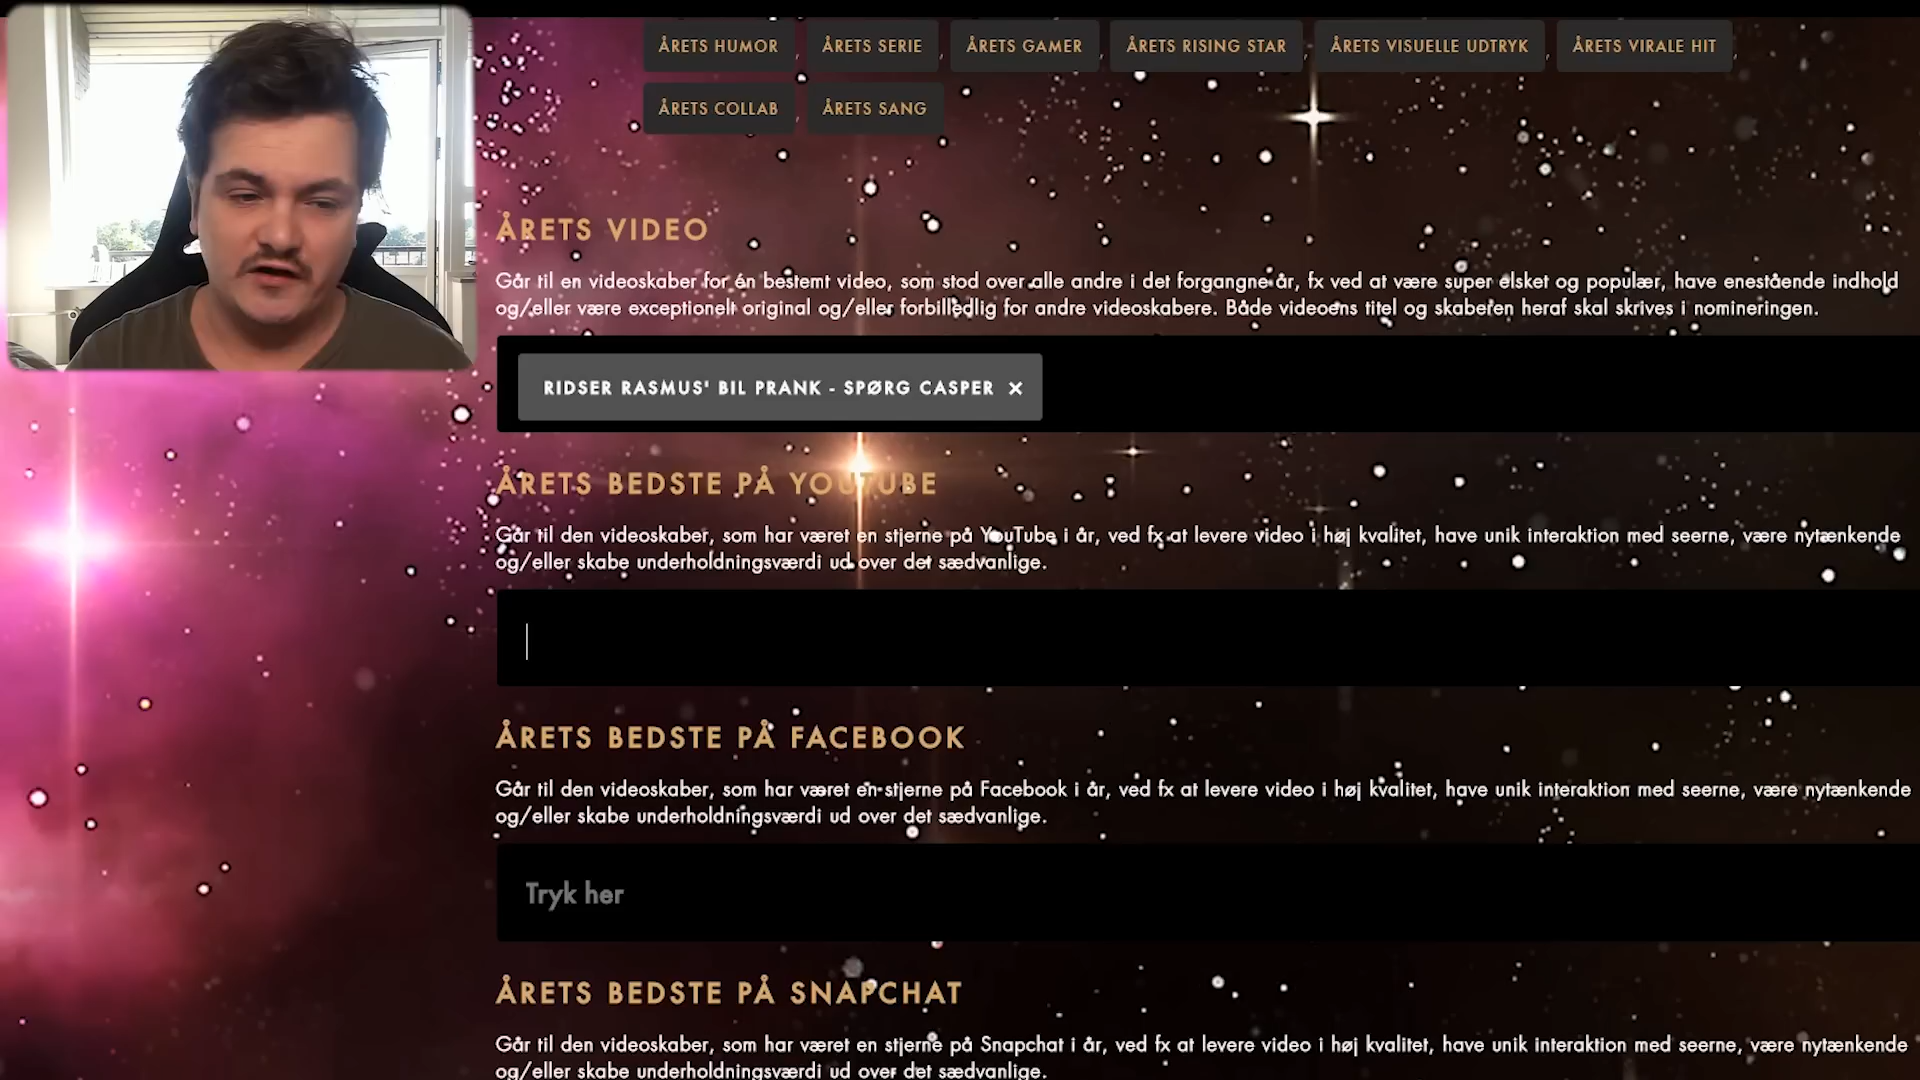 ÅRETS HUMOR, ÅRETS SERIE, ÅRETS GAMER, ÅRETS RISING STAR, ÅRETS VISUELLE UDTRYK, ÅRETS VIRALE HIT,
ÅRETS COLLAB, ÅRETS SANG
ÅRETS VIDEO
Går til en videoskaber for én bestemt video, som stod over alle andre i det forgangne år, fx ved at være super elsket og populær, have enestående indhold
og/eller være exceptionelt original og/eller forbilledlig for andre videoskabere. Både videoens titel og skaberen heraf skal skrives i nomineringen.
RIDSER RASMUS' BIL PRANK - SPØRG CASPER ×
ÅRETS BEDSTE PÅ YOUTUBE
Går til den videoskaber, som har været en stjerne på YouTube i år, ved fx at levere video i høj kvalitet, have unik interaktion med seerne, være nytænkende
og/eller skabe underholdningsværdi ud over det sædvanlige.
ÅRETS BEDSTE PÅ FACEBOOK
Går til den videoskaber, som har været en stjerne på Facebook i år, ved fx at levere video i høj kvalitet, have unik interaktion med seerne, være nytænkende
og/eller skabe underholdningsværdi ud over det sædvanlige.
Tryk her
ÅRETS BEDSTE PÅ SNAPCHAT
Går til den videoskaber, som har været en stjerne på Snapchat i år, ved fx at levere video i høj kvalitet, have unik interaktion med seerne, være nytænkende
og/eller skabe underholdningsværdi ud over det sædvanlige.